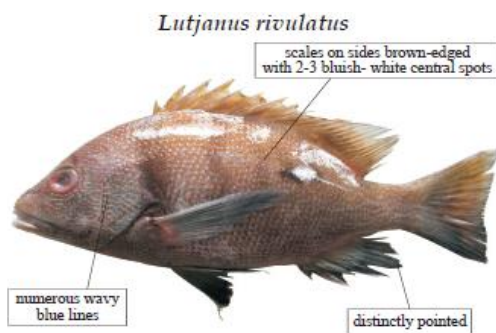 Lutjanus rivulatus
scales on sides brown-edged
with 2-3 bluish- white central spots
numerous wavy
blue lines
distinctly pointed